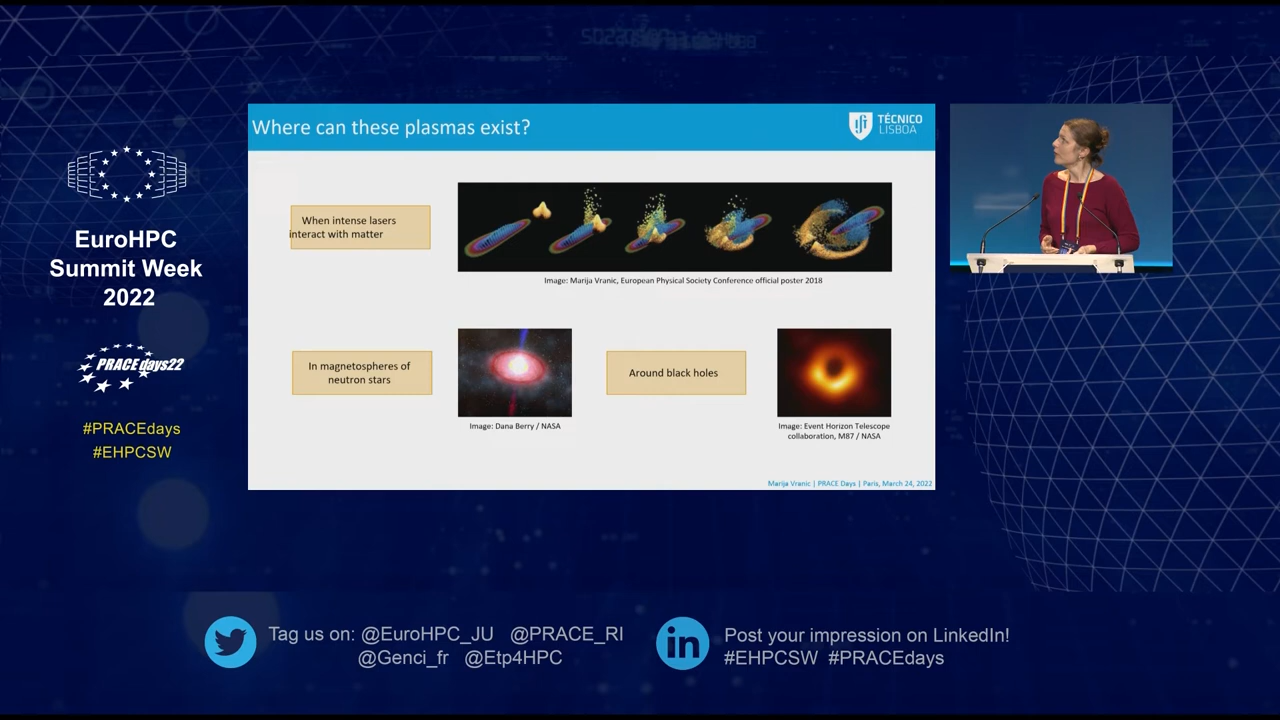 EuroHPC
Summit Week
2022
PRACEdays22
#PRACEdays
#EHPCSW
Where can these plasmas exist?
TÉCNICO
LISBOA
When intense lasers
interact with matter
Image: Marija Vranic, European Physical Society Conference official poster 2018
In magnetospheres of
neutron stars
Image: Dana Berry / NASA
Around black holes
Image: Event Horizon Telescope
collaboration, M87 / NASA
Marija Vranic | PRACE Days | Paris, March 24, 2022
Tag us on: @EuroHPC_JU @PRACE_RI
@Genci_fr @Etp4HPC
Post your impression on LinkedIn!
#EHPCSW #PRACEdays